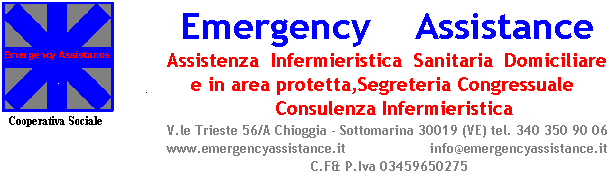 Emergency Assistance
Emergency Assistance
Cooperativa Sociale
Assistenza Infermieristica Sanitaria Domiciliare
e in area protetta,Segreteria Congressuale
Consulenza Infermieristica
V.le Trieste 56/A Chioggia - Sottomarina 30019 (VE) tel. 340 350 90 06
www.emergencyassistance.it info@emergencyassistance.it
C.F& P.Iva 03459650275